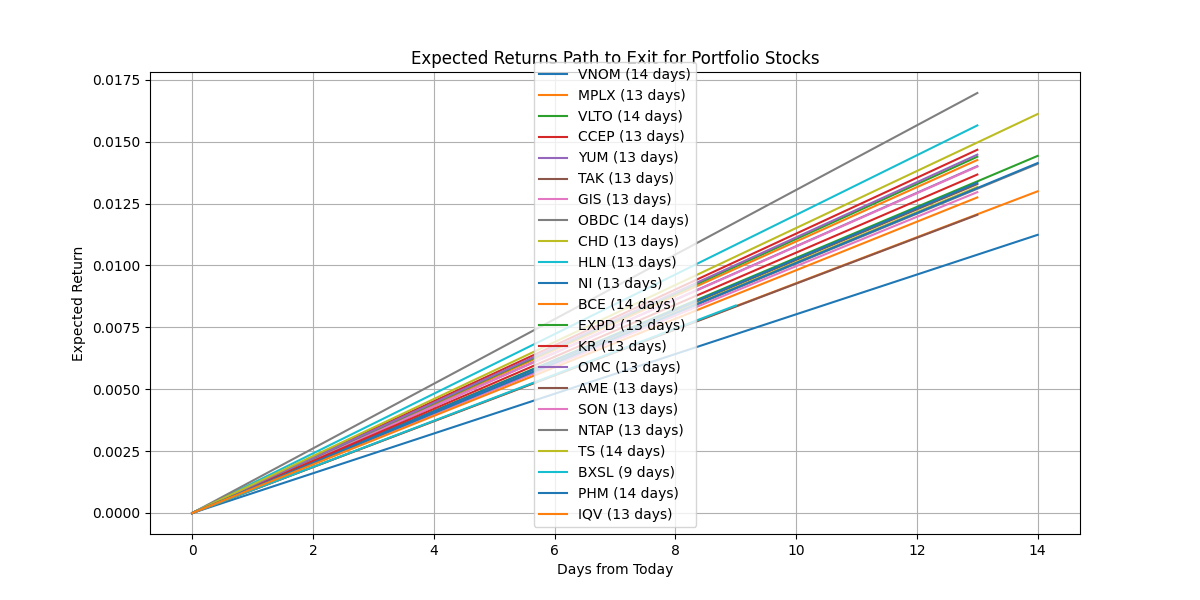 Expected Returns Path to Exit for Portfolio Stocks
0.0175
0.0150
0.0125
0.0100
0.0075
0.0050
0.0025
0.0000
Expected Return
VNOM (14 days)
MPLX (13 days)
VLTO (14 days)
CCEP (13 days)
YUM (13 days)
TAK (13 days)
GIS (13 days)
OBDC (14 days)
CHD (13 days)
HLN (13 days)
NI (13 days)
BCE (14 days)
EXPD (13 days)
KR (13 days)
OMC (13 days)
AME (13 days)
SON (13 days)
NTAP (13 days)
TS (14 days)
BXSL (9 days)
PHM (14 days)
IQV (13 days)
0 2 4 6 8 10 12 14
Days from Today